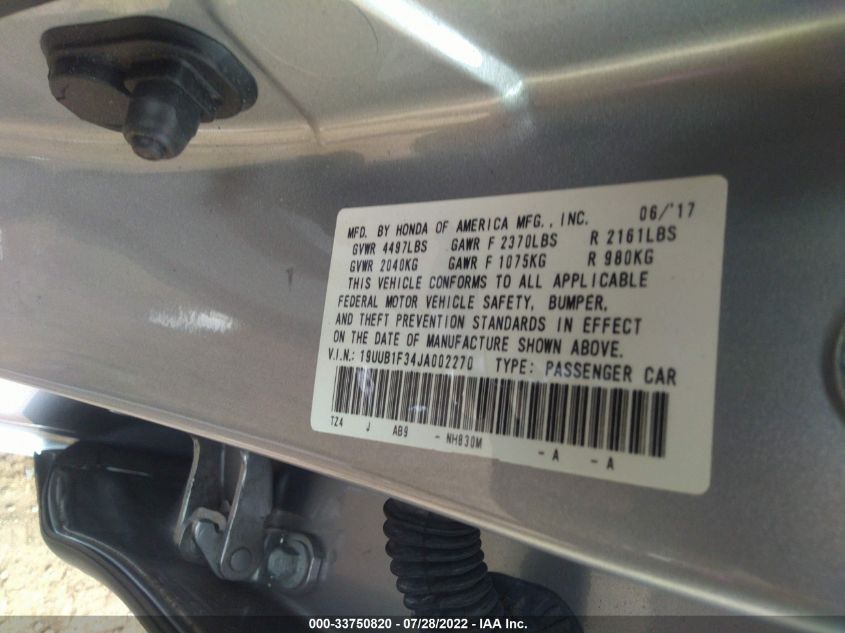 MFD. BY HONDA OF AMERICA MFG., INC. 06/'17
GVWR 4497LBS GAWR F 2370LBS R 2161LBS
GVWR 2040KG GAWR F 1075KG R 980KG
THIS VEHICLE CONFORMS TO ALL APPLICABLE
FEDERAL MOTOR VEHICLE SAFETY, BUMPER,
AND THEFT PREVENTION STANDARDS IN EFFECT
ON THE DATE OF MANUFACTURE SHOWN ABOVE.
V.I.N.: 19UUB1F34JA002270 TYPE: PASSENGER CAR
TZ4 J AB9 - NH830M - A - A
000-33750820 - 07/28/2022 - IAA Inc.